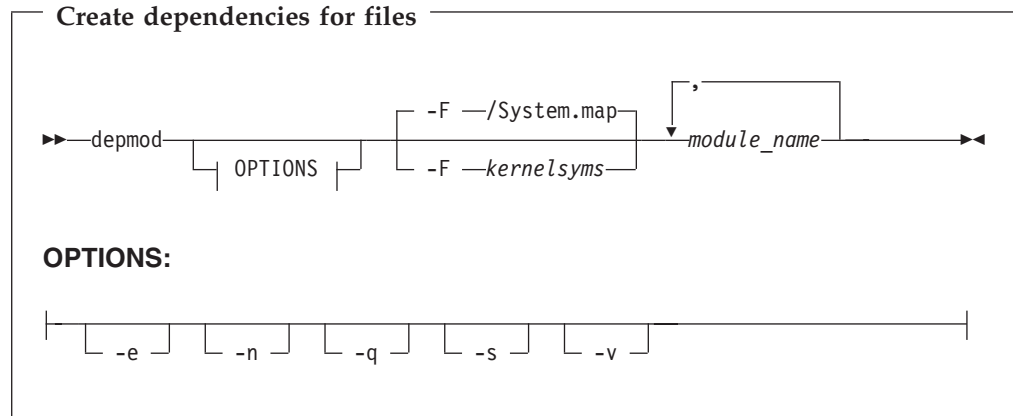 Create dependencies for files
,
-F /System.map
►►depmod module_name ►◄
OPTIONS -F kernelsyms
OPTIONS:
-e -n -q -s -v